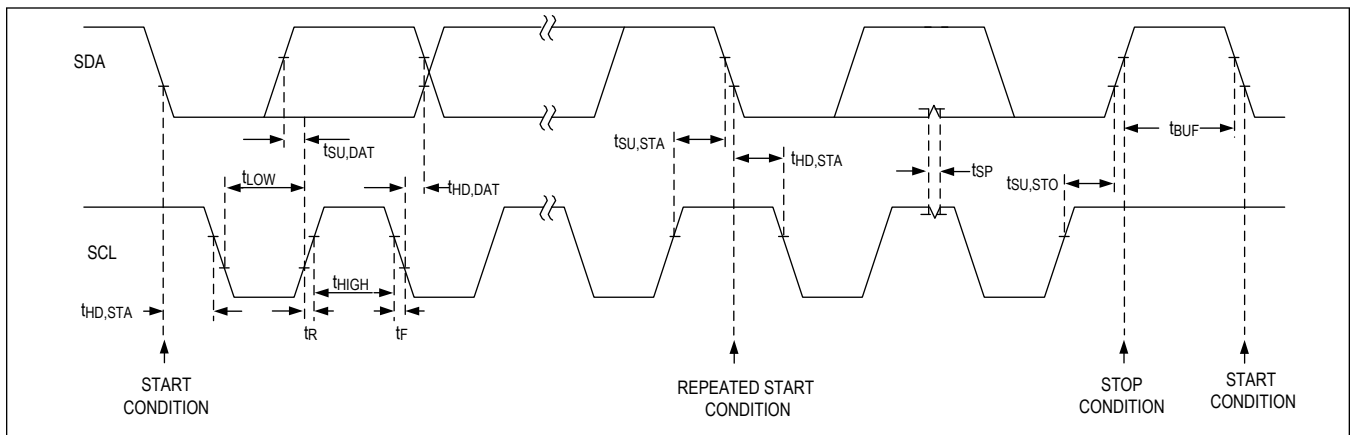 SDA
tSU,DAT
tLOW
tHD,DAT
tSU,STA
tHD,STA
tSP
tBUF
tSU,STO
SCL
tHIGH
tHD,STA
tR
tF
START
CONDITION
REPEATED START
CONDITION
STOP
CONDITION
START
CONDITION